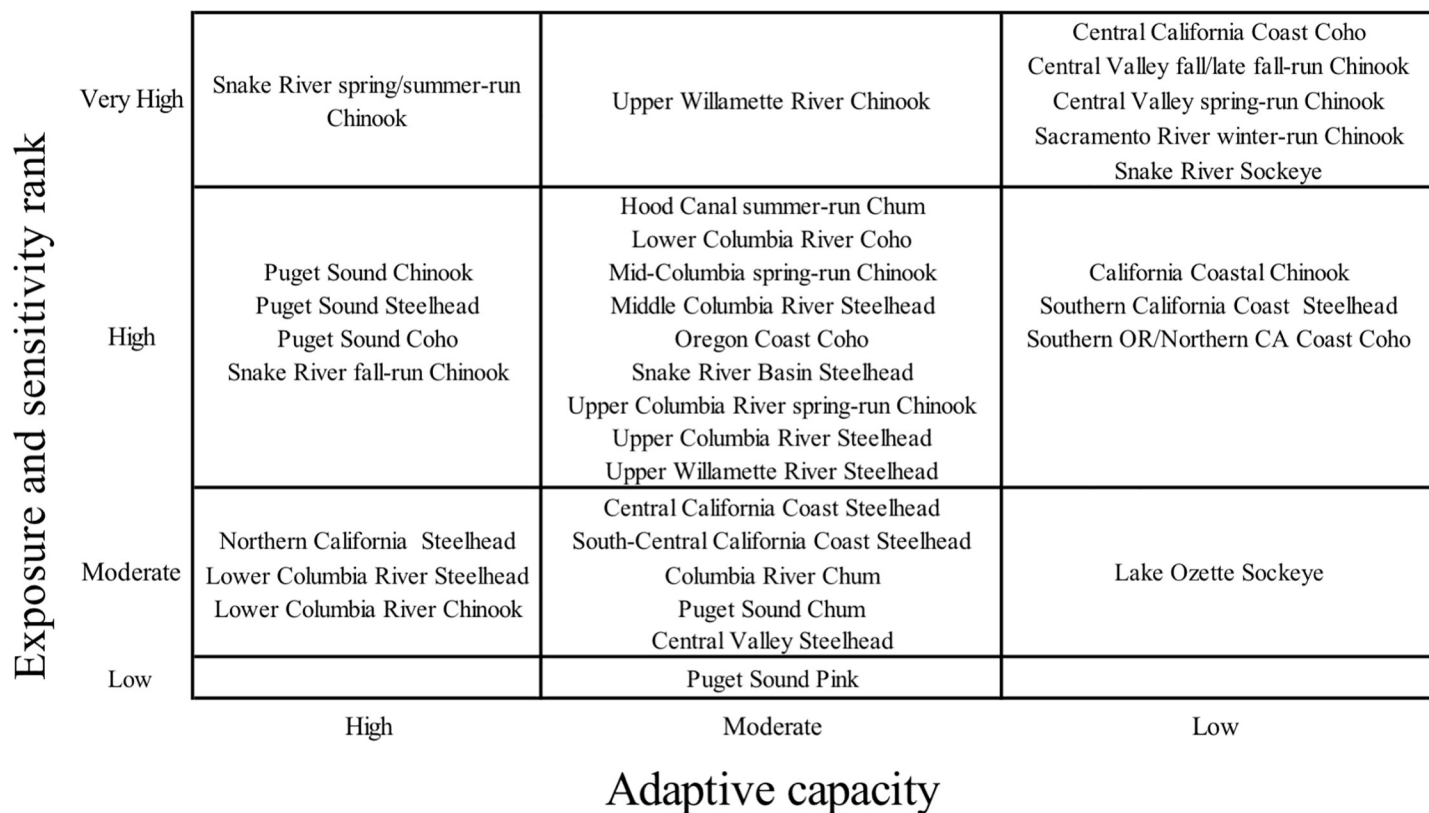 Exposure and sensitivity rank
Very High
Snake River spring/summer-run
Chinook
Upper Willamette River Chinook
Central California Coast Coho
Central Valley fall/late fall-run Chinook
Central Valley spring-run Chinook
Sacramento River winter-run Chinook
Snake River Sockeye
High
Puget Sound Chinook
Puget Sound Steelhead
Puget Sound Coho
Snake River fall-run Chinook
Hood Canal summer-run Chum
Lower Columbia River Coho
Mid-Columbia spring-run Chinook
Middle Columbia River Steelhead
Oregon Coast Coho
Snake River Basin Steelhead
Upper Columbia River spring-run Chinook
Upper Columbia River Steelhead
Upper Willamette River Steelhead
California Coastal Chinook
Southern California Coast Steelhead
Southern OR/Northern CA Coast Coho
Moderate
Northern California Steelhead
Lower Columbia River Steelhead
Lower Columbia River Chinook
Central California Coast Steelhead
South-Central California Coast Steelhead
Columbia River Chum
Puget Sound Chum
Central Valley Steelhead
Lake Ozette Sockeye
Low
Puget Sound Pink
High
Moderate
Low
Adaptive capacity